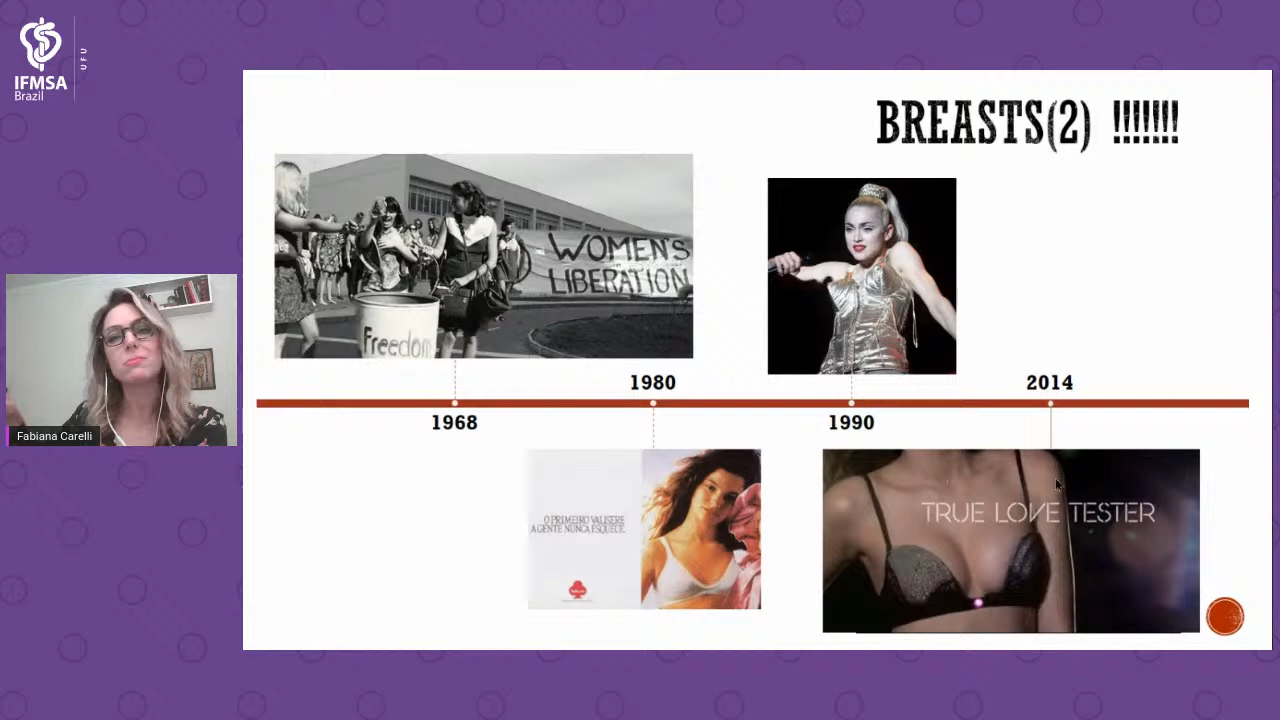 IFMSA
Brazil
UFU
BREASTS(2) !!!!!!!
WOMEN'S
LIBERATION
Freedom
1980
2014
1968
1990
O PRIMEIRO VALISERE
A GENTE NUNCA ESQUECE.
TRUE LOVE TESTER
Fabiana Carelli